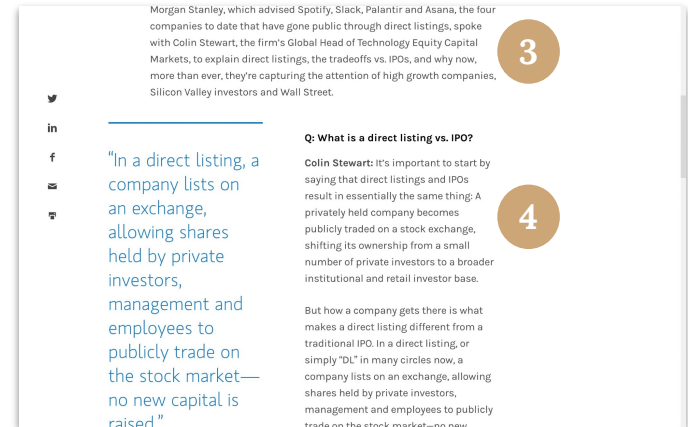 Morgan Stanley, which advised Spotify, Slack, Palantir and Asana, the four
companies to date that have gone public through direct listings, spoke
with Colin Stewart, the firm's Global Head of Technology Equity Capital
Markets, to explain direct listings, the tradeoffs vs. IPOs, and why now,
more than ever, they're capturing the attention of high growth companies,
Silicon Valley investors and Wall Street.
3
“In a direct listing, a
company lists on
an exchange,
allowing shares
held by private
investors,
management and
employees to
publicly trade on
the stock market—
no new capital is
raised.”
Q: What is a direct listing vs. IPO?
Colin Stewart: It's important to start by
saying that direct listings and IPOs
result in essentially the same thing: A
privately held company becomes
publicly traded on a stock exchange,
shifting its ownership from a small
number of private investors to a broader
institutional and retail investor base.
4
But how a company gets there is what
makes a direct listing different from a
traditional IPO. In a direct listing, or
simply “DL” in many circles now, a
company lists on an exchange, allowing
shares held by private investors,
management and employees to publicly
trade on the stock market—no new